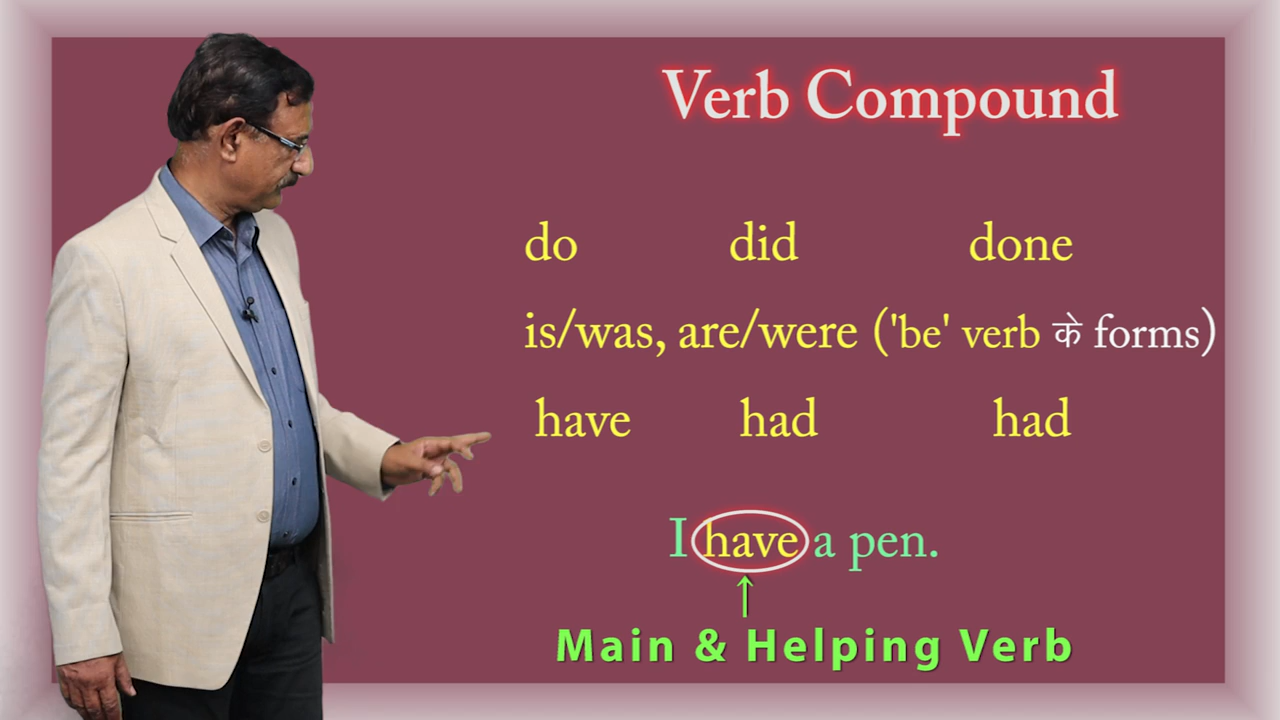 Verb Compound
do did done
is/was, are/were ('be' verb के forms)
have had had
I have a pen.
↑
Main & Helping Verb